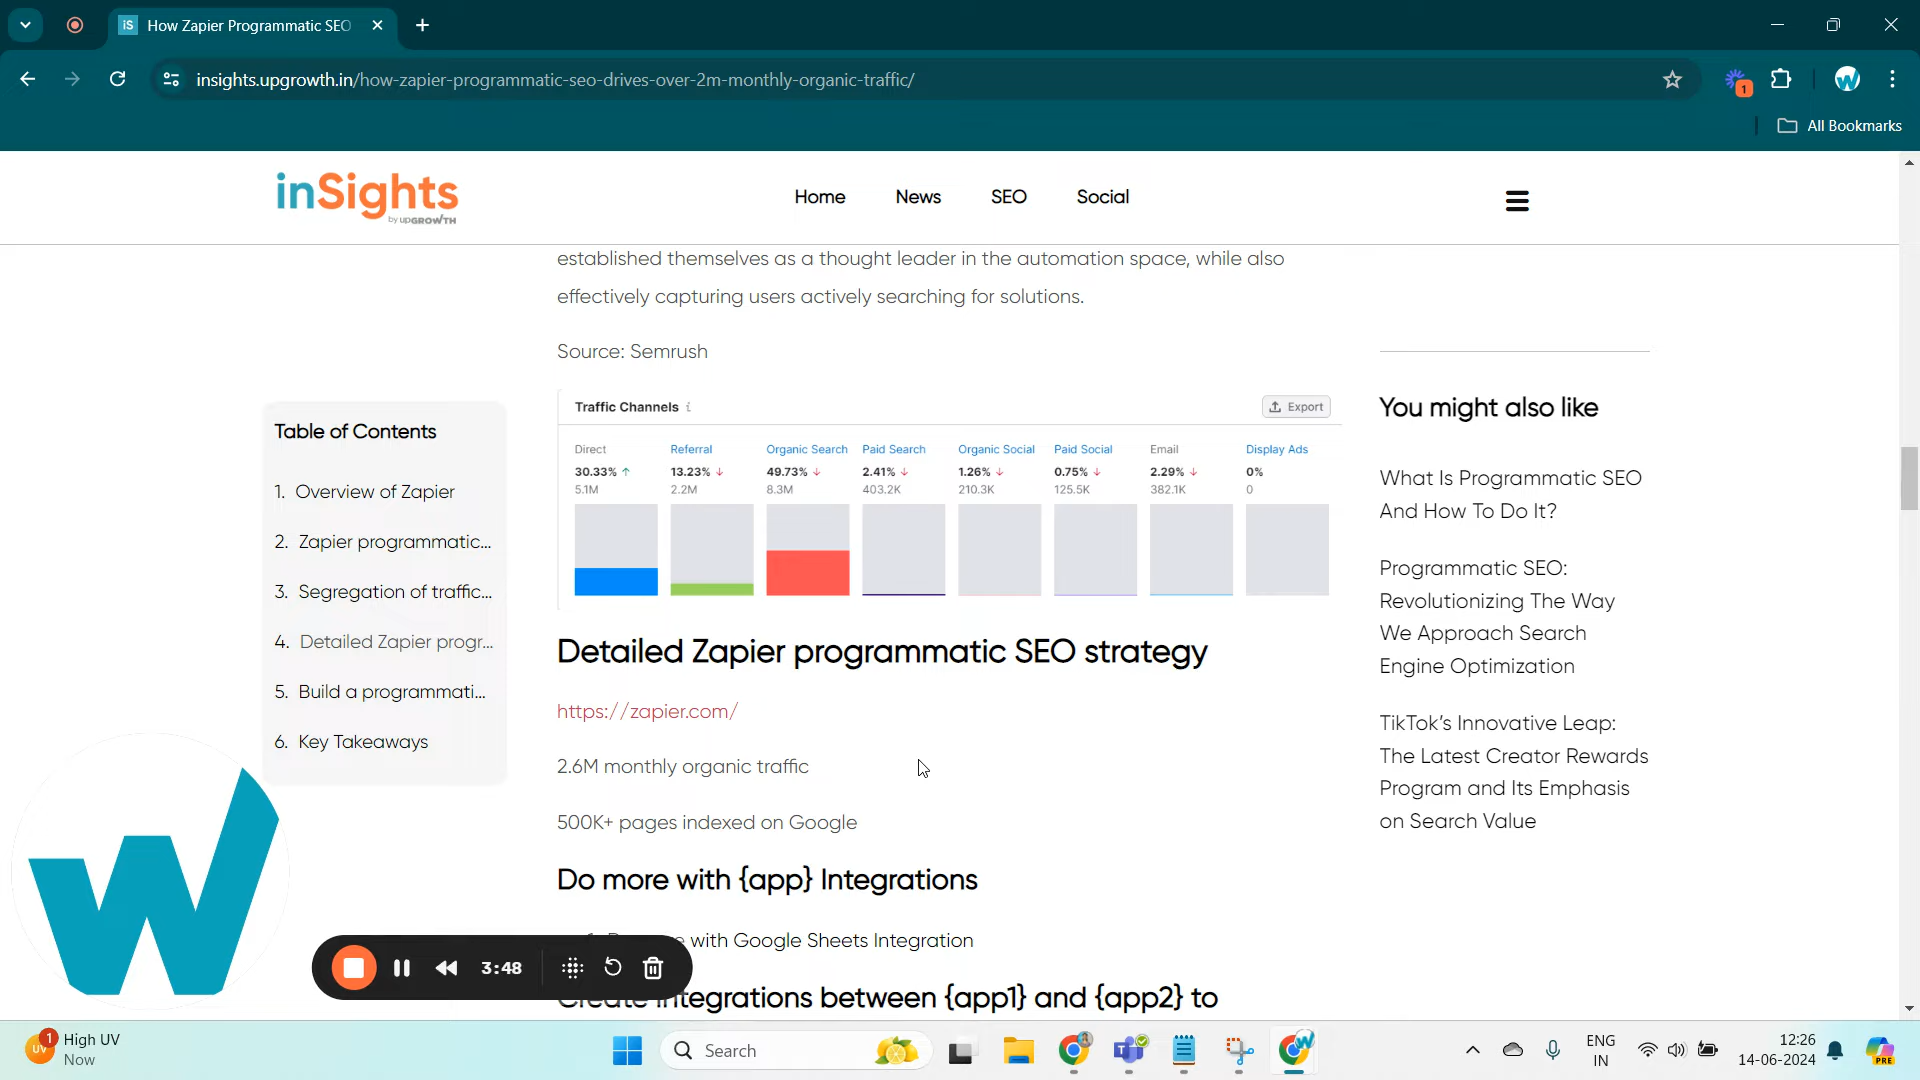 How Zapier Programmatic SEO
insights.upgrowth.in/how-zapier-programmatic-seo-drives-over-2m-monthly-organic-traffic/
1
All Bookmarks
inSights
by upGROWTH
Home News SEO Social
established themselves as a thought leader in the automation space, while also
effectively capturing users actively searching for solutions.
Source: Semrush
Traffic Channels i
Export
Direct Referral Organic Search Paid Search Organic Social Paid Social Email Display Ads
30.33% ↑ 13.23% ↓ 49.73% ↓ 2.41% ↓ 1.26% ↓ 0.75% ↓ 2.29% ↓ 0%
5.1M 2.2M 8.3M 403.2K 210.3K 125.5K 382.1K 0
Table of Contents
1. Overview of Zapier
2. Zapier programmatic...
3. Segregation of traffic...
4. Detailed Zapier progr...
5. Build a programmati...
6. Key Takeaways
Detailed Zapier programmatic SEO strategy
https://zapier.com/
2.6M monthly organic traffic
500K+ pages indexed on Google
Do more with {app} Integrations
with Google Sheets Integration
Create integrations between {app1} and {app2} to
You might also like
What Is Programmatic SEO
And How To Do It?
Programmatic SEO:
Revolutionizing The Way
We Approach Search
Engine Optimization
TikTok's Innovative Leap:
The Latest Creator Rewards
Program and Its Emphasis
on Search Value
W
3:48
1
UV
High UV
Now
Search
ENG
IN
12:26
14-06-2024
PRE